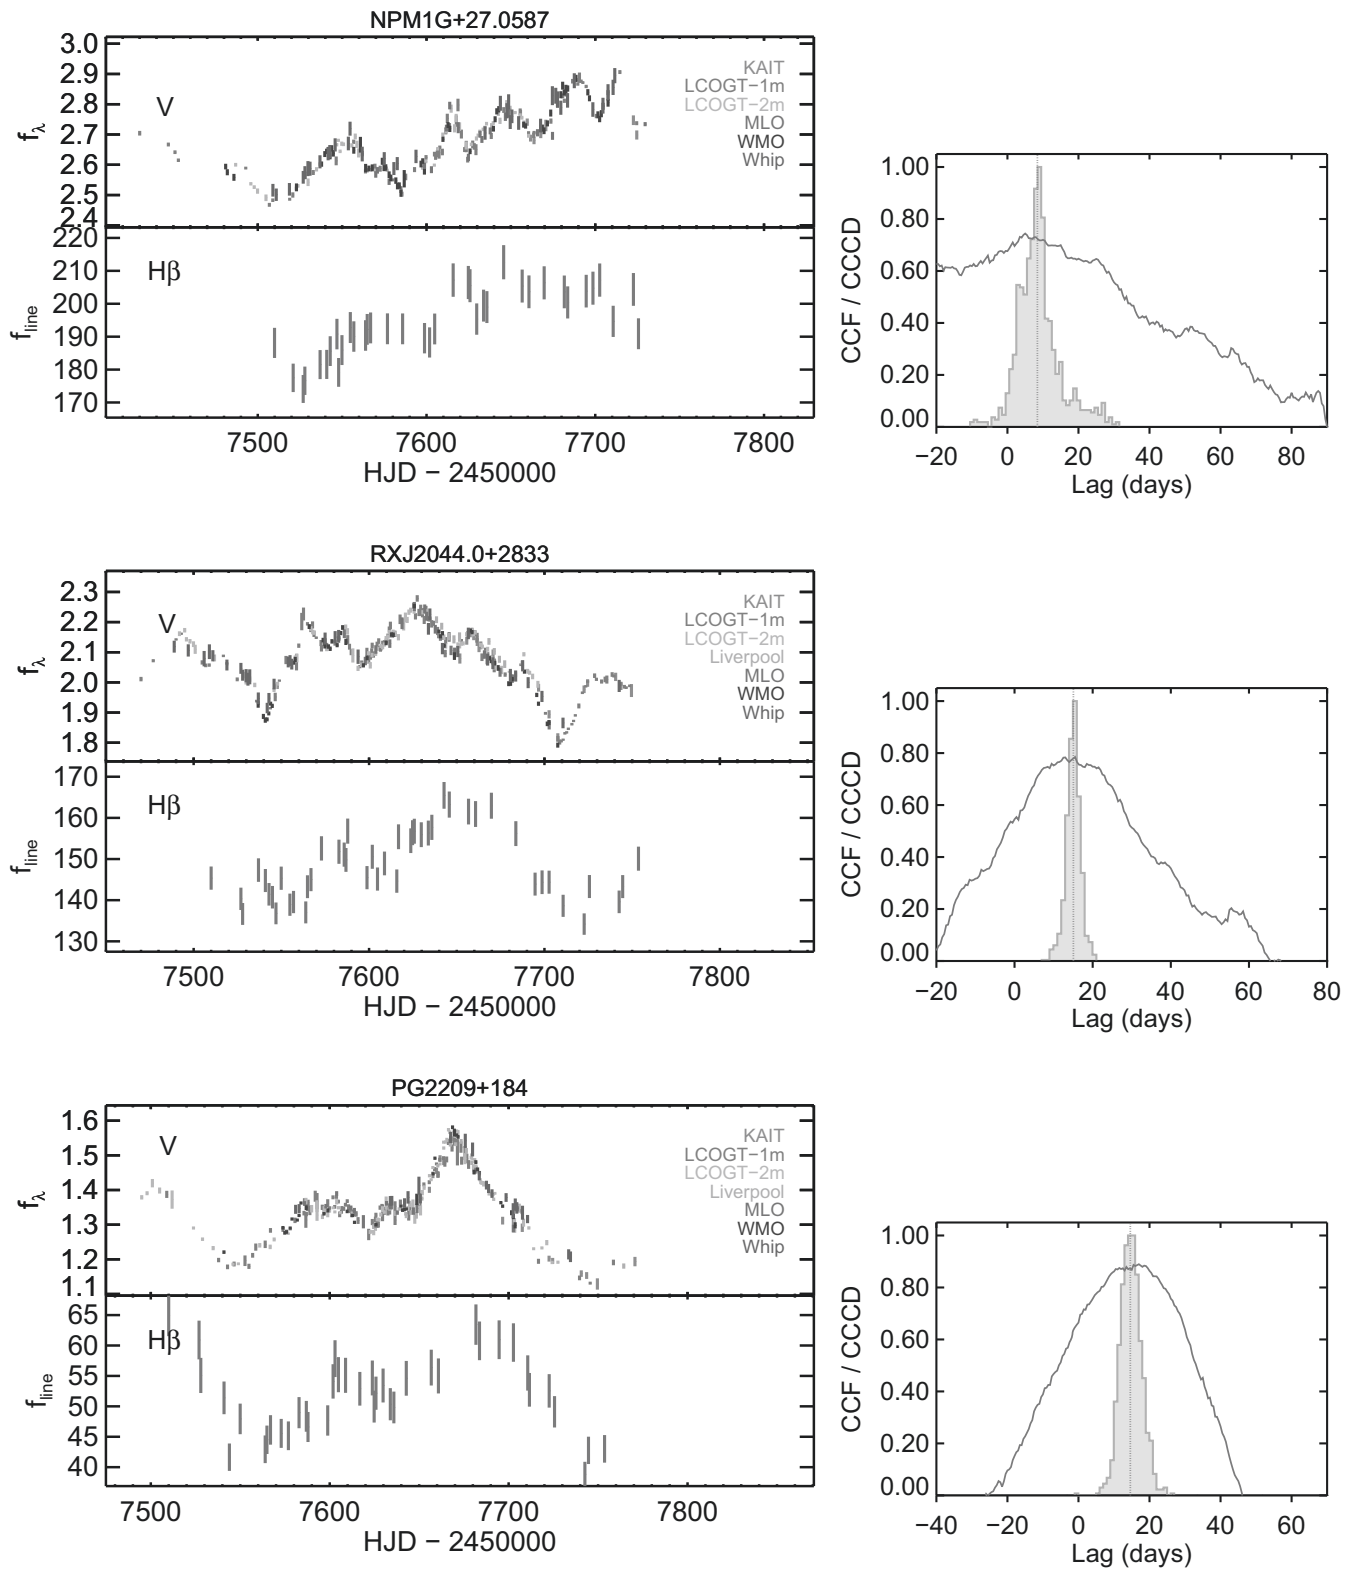 NPM1G+27.0587
3.0
2.9
2.8
2.7
2.6
2.5
2.4
fλ
V
KAIT
LCOGT−1m
LCOGT−2m
MLO
WMO
Whip
220
210
200
190
180
170
fline
Hβ
7500 7600 7700 7800
HJD − 2450000
1.00
0.80
0.60
0.40
0.20
0.00
CCF / CCCD
−20 0 20 40 60 80
Lag (days)
RXJ2044.0+2833
2.3
2.2
2.1
2.0
1.9
1.8
fλ
V
KAIT
LCOGT−1m
LCOGT−2m
Liverpool
MLO
WMO
Whip
170
160
150
140
130
fline
Hβ
7500 7600 7700 7800
HJD − 2450000
1.00
0.80
0.60
0.40
0.20
0.00
CCF / CCCD
−20 0 20 40 60 80
Lag (days)
PG2209+184
1.6
1.5
1.4
1.3
1.2
1.1
fλ
V
KAIT
LCOGT−1m
LCOGT−2m
Liverpool
MLO
WMO
Whip
65
60
55
50
45
40
fline
Hβ
7500 7600 7700 7800
HJD − 2450000
1.00
0.80
0.60
0.40
0.20
0.00
CCF / CCCD
−40 −20 0 20 40 60
Lag (days)